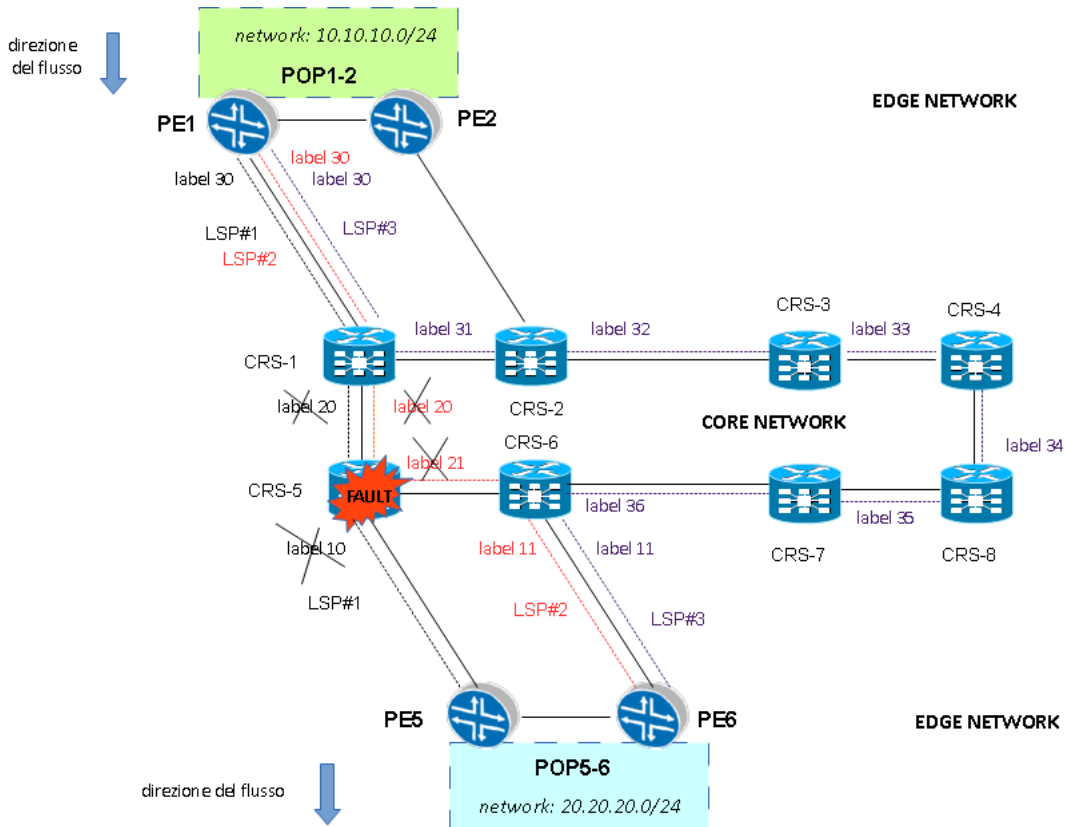 direzione
del flusso
network: 10.10.10.0/24
POP1-2
EDGE NETWORK
PE1
PE2
label 30
label 30
label 30
LSP#1
LSP#2
LSP#3
CRS-3
CRS-4
label 31
label 32
label 33
CRS-1
CRS-2
label 20
label 20
CORE NETWORK
CRS-6
label 34
label 21
CRS-5
FAULT
label 36
label 35
label 10
label 11
label 11
CRS-7
CRS-8
LSP#1
LSP#2
LSP#3
PE5
PE6
EDGE NETWORK
POP5-6
direzione del flusso
network: 20.20.20.0/24